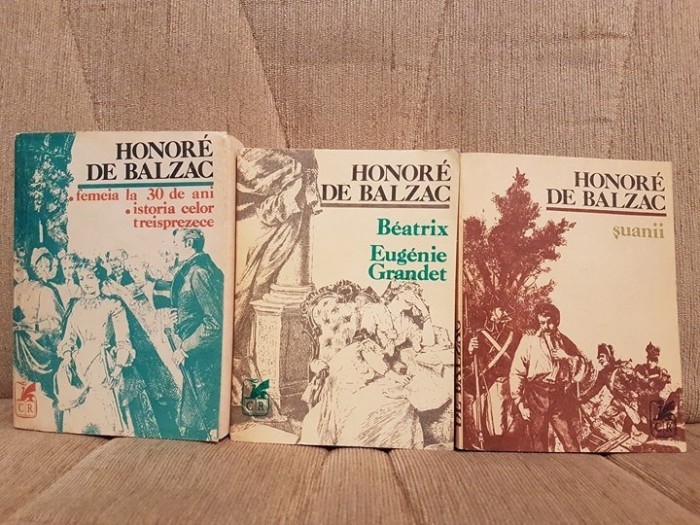 HONORÉ
DE BALZAC
.femeia la 30 de ani
.istoria celor
treisprezece
CR
HONORÉ
DE BALZAC
Béatrix
Eugénie
Grandet
CR
HONORÉ
DE BALZAC
șuanii
CR